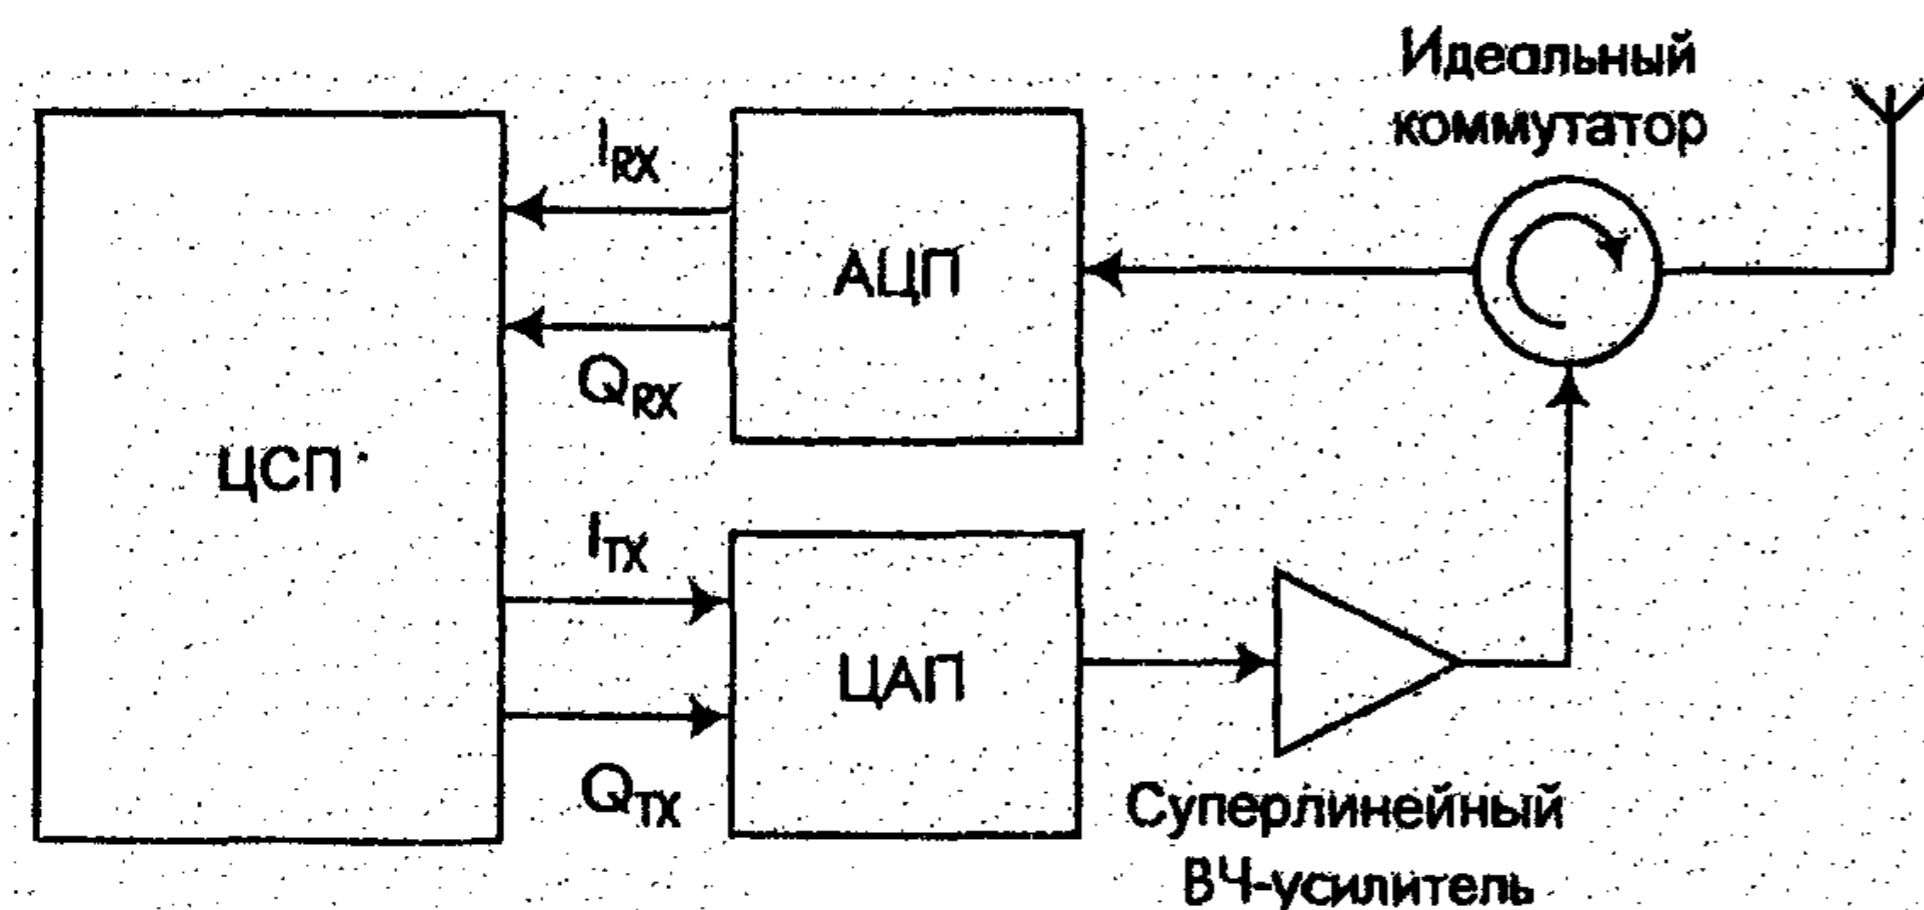 Идеальный
коммутатор
I_RX
АЦП
Q_RX
ЦСП
I_TX
ЦАП
Q_TX
Суперлинейный
ВЧ-усилитель